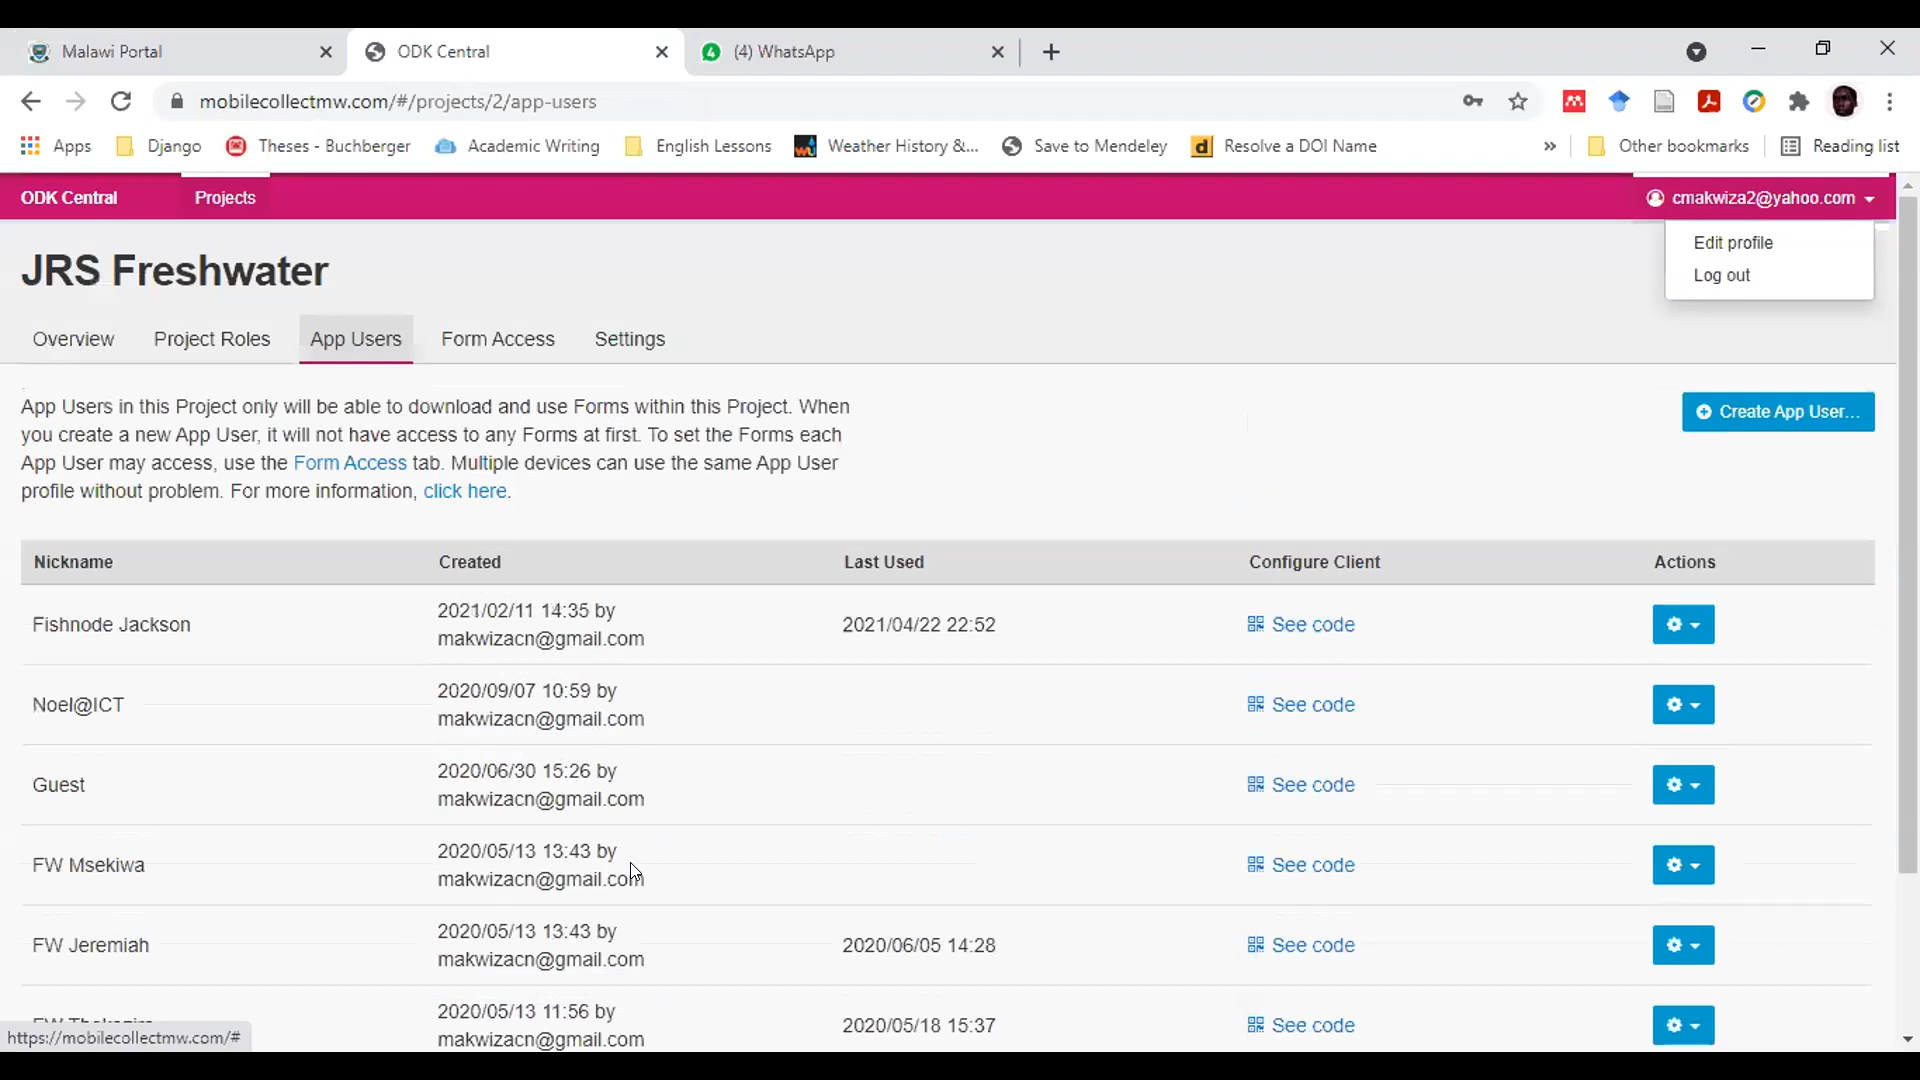 Malawi Portal
ODK Central
(4) WhatsApp
mobilecollectmw.com/#/projects/2/app-users
Apps
Django
Theses - Buchberger
Academic Writing
English Lessons
Weather History &...
Save to Mendeley
d
Resolve a DOI Name
»
Other bookmarks
Reading list
ODK Central
Projects
cmakwiza2@yahoo.com
Edit profile
Log out
JRS Freshwater
Overview
Project Roles
App Users
Form Access
Settings
App Users in this Project only will be able to download and use Forms within this Project. When
you create a new App User, it will not have access to any Forms at first. To set the Forms each
App User may access, use the Form Access tab. Multiple devices can use the same App User
profile without problem. For more information, click here.
Create App User...
Nickname Created Last Used Configure Client Actions
Fishnode Jackson 2021/02/11 14:35 by 2021/04/22 22:52 See code
makwizacn@gmail.com
Noel@ICT 2020/09/07 10:59 by See code
makwizacn@gmail.com
Guest 2020/06/30 15:26 by See code
makwizacn@gmail.com
FW Msekiwa 2020/05/13 13:43 by See code
makwizacn@gmail.com
FW Jeremiah 2020/05/13 13:43 by 2020/06/05 14:28 See code
makwizacn@gmail.com
FW 2020/05/13 11:56 by 2020/05/18 15:37 See code
makwizacn@gmail.com
https://mobilecollectmw.com/#